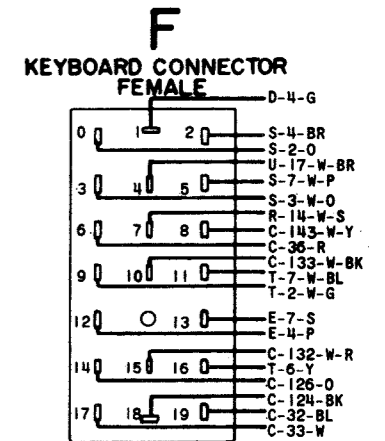 F
KEYBOARD CONNECTOR
FEMALE
D-4-G
0 1 2 S-4-BR
S-2-O
U-17-W-BR
3 4 5 S-7-W-P
S-3-W-O
R-14-W-S
6 7 8 C-143-W-Y
C-36-R
C-133-W-BK
9 10 11 T-7-W-BL
T-2-W-G
12 13 E-7-S
E-4-P
C-132-W-R
14 15 16 T-6-Y
C-126-O
C-124-BK
17 18 19 C-32-BL
C-33-W